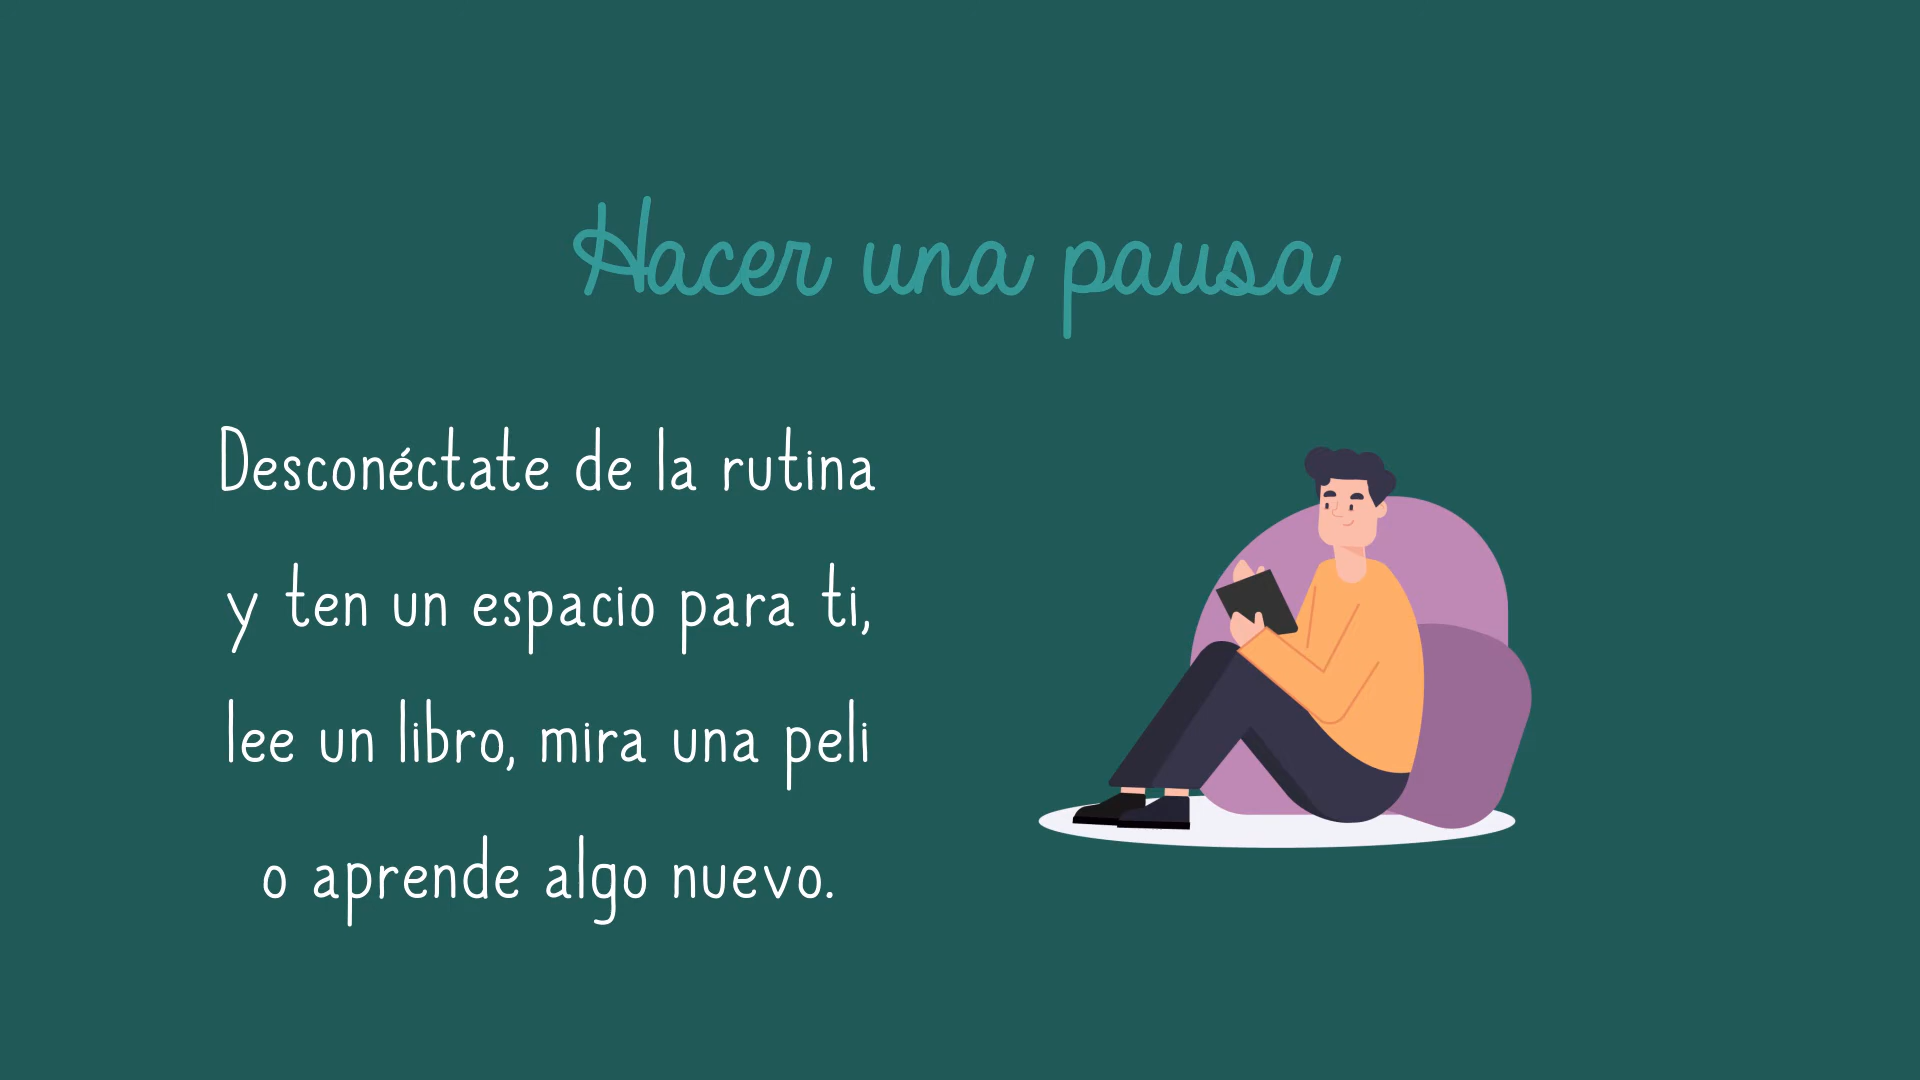 Hacer una pausa
Desconéctate de la rutina
y ten un espacio para ti,
lee un libro, mira una peli
o aprende algo nuevo.